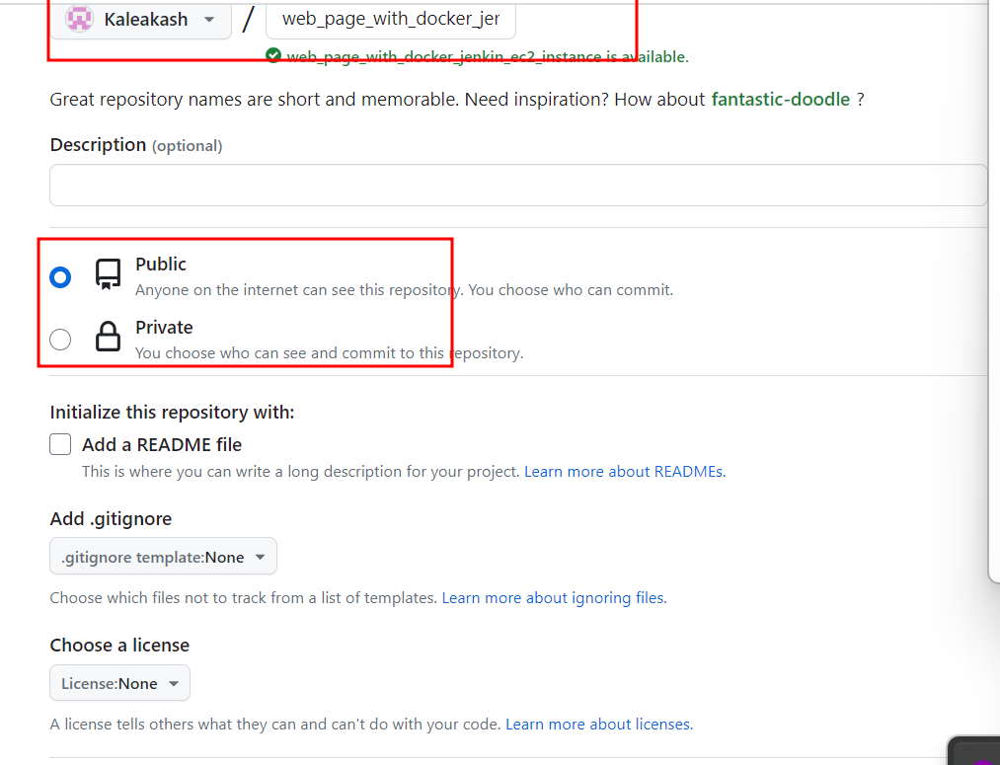 Kaleakash / web_page_with_docker_jer
web_page_with_docker_jenkin_ec2_instance is available.
Great repository names are short and memorable. Need inspiration? How about fantastic-doodle ?
Description (optional)
Public
Anyone on the internet can see this repository. You choose who can commit.
Private
You choose who can see and commit to this repository.
Initialize this repository with:
Add a README file
This is where you can write a long description for your project. Learn more about READMEs.
Add .gitignore
.gitignore template:None
Choose which files not to track from a list of templates. Learn more about ignoring files.
Choose a license
License:None
A license tells others what they can and can't do with your code. Learn more about licenses.